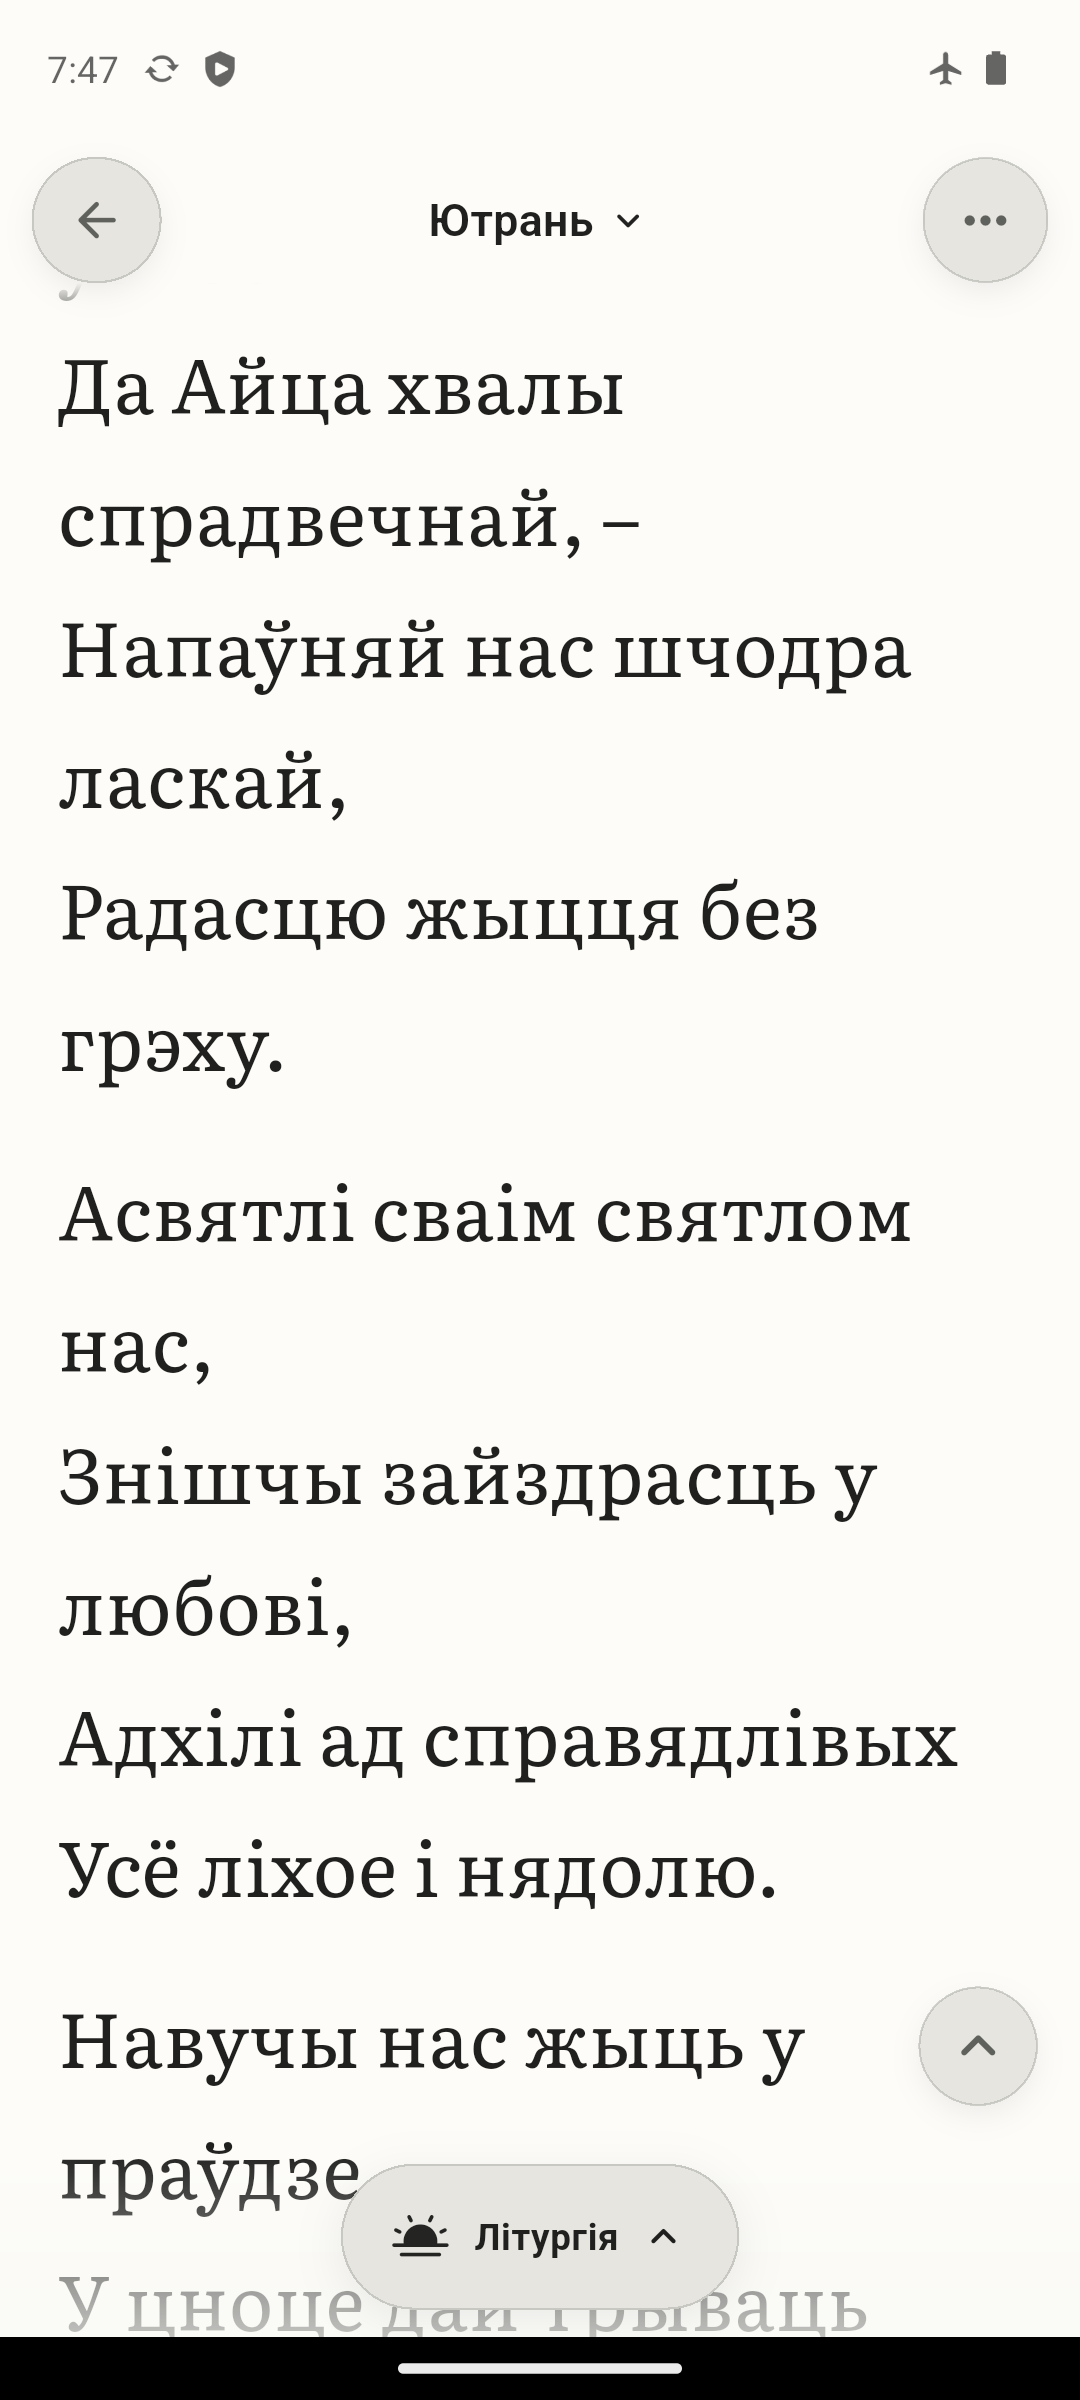 7:47
Ютрань
Да Айца хвалы
спрадвечнай, –
Напаўняй нас шчодра
ласкай,
Радасцю жыцця без
грэху.
Асвятлі сваім святлом
нас,
Знішчы зайздрасць у
любові,
Адхілі ад справядлівых
Усё ліхое і нядолю.
Навучы нас жыць у
праўдзе
Літургія
У цноце